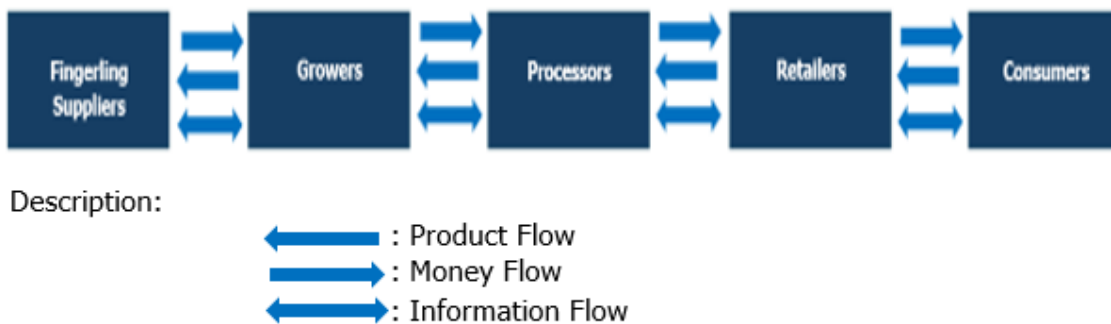 Fingerling
Suppliers
Growers
Processors
Retailers
Consumers
Description:
: Product Flow
: Money Flow
: Information Flow